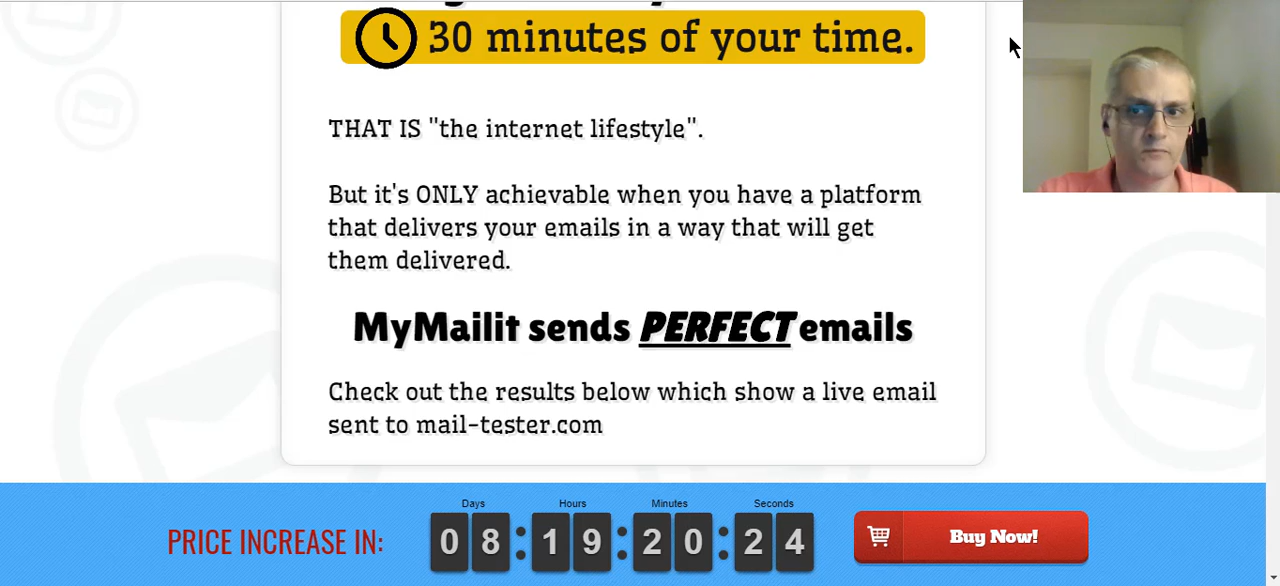 30 minutes of your time.
THAT IS "the internet lifestyle".
But it's ONLY achievable when you have a platform
that delivers your emails in a way that will get
them delivered.
MyMailit sends PERFECT emails
Check out the results below which show a live email
sent to mail-tester.com
PRICE INCREASE IN:
Days Hours Minutes Seconds
08:19:20:24
Buy Now!